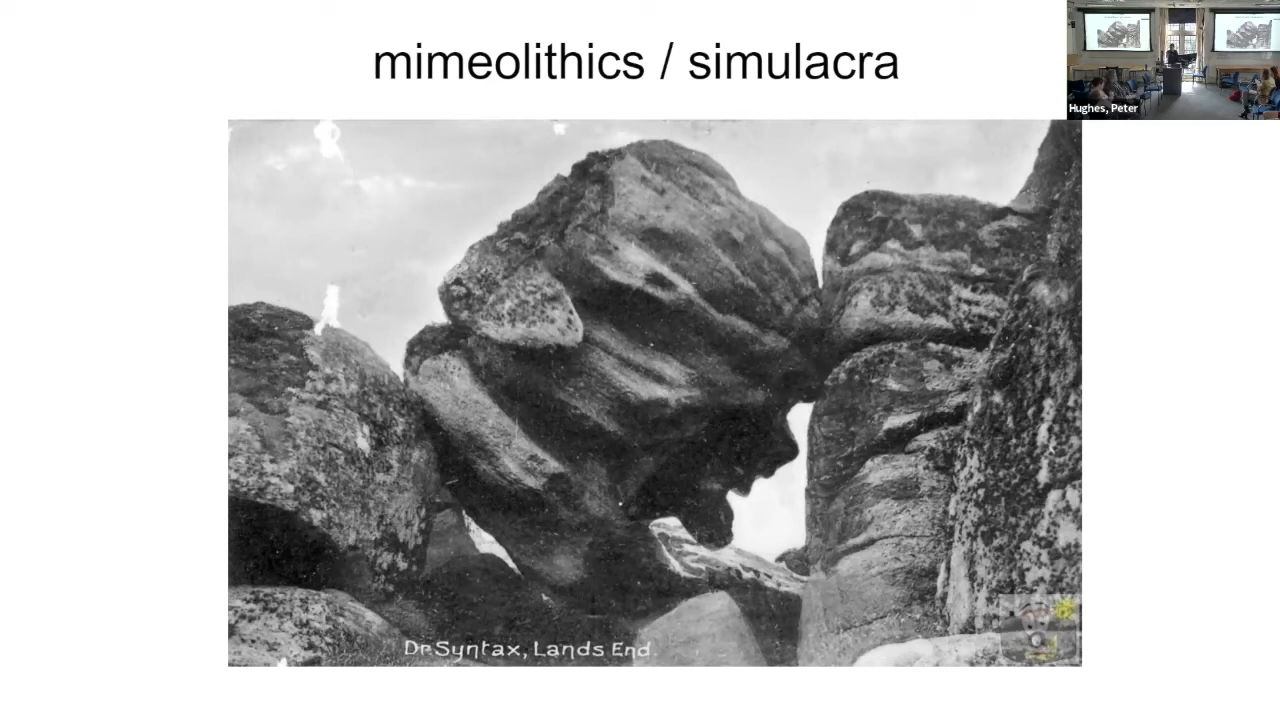 mimeolithics / simulacra
Hughes, Peter
Dr Syntax, Lands End.